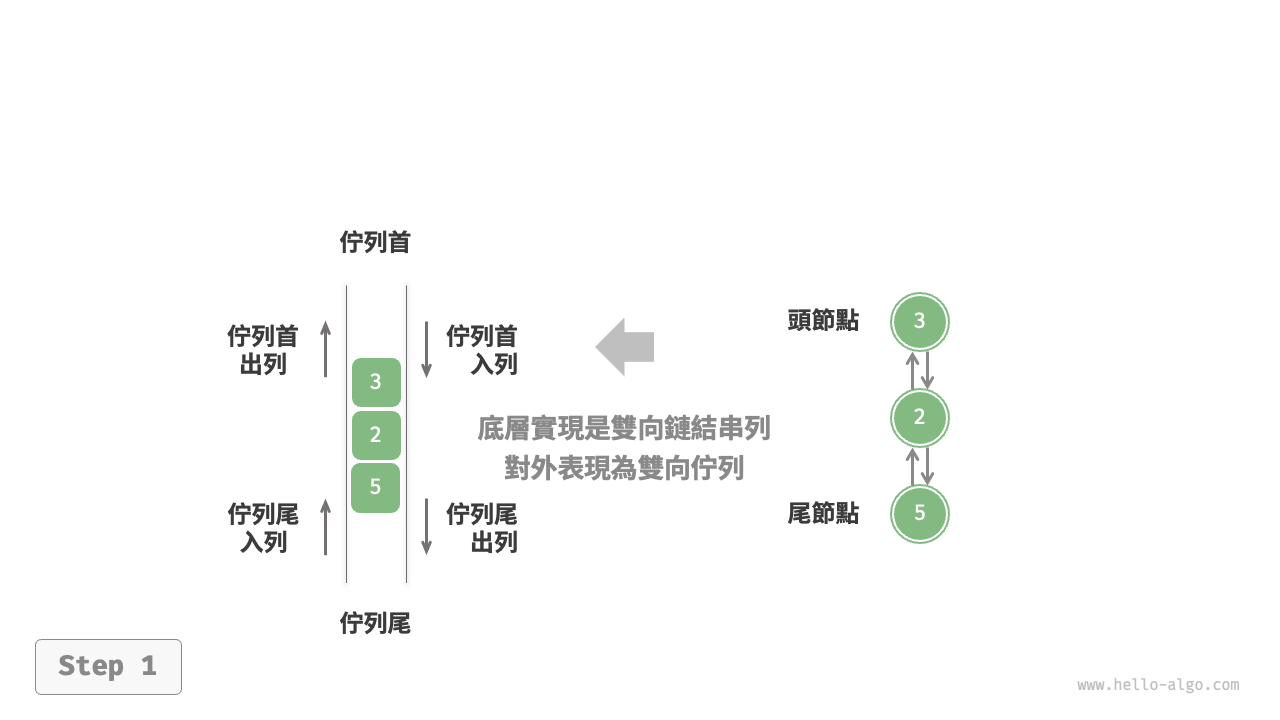 佇列首
佇列首
出列
佇列首
入列
3
2
5
佇列尾
入列
佇列尾
出列
佇列尾
底層實現是雙向鏈結串列
對外表現為雙向佇列
頭節點
3
2
尾節點
5
Step 1
www.hello-algo.com